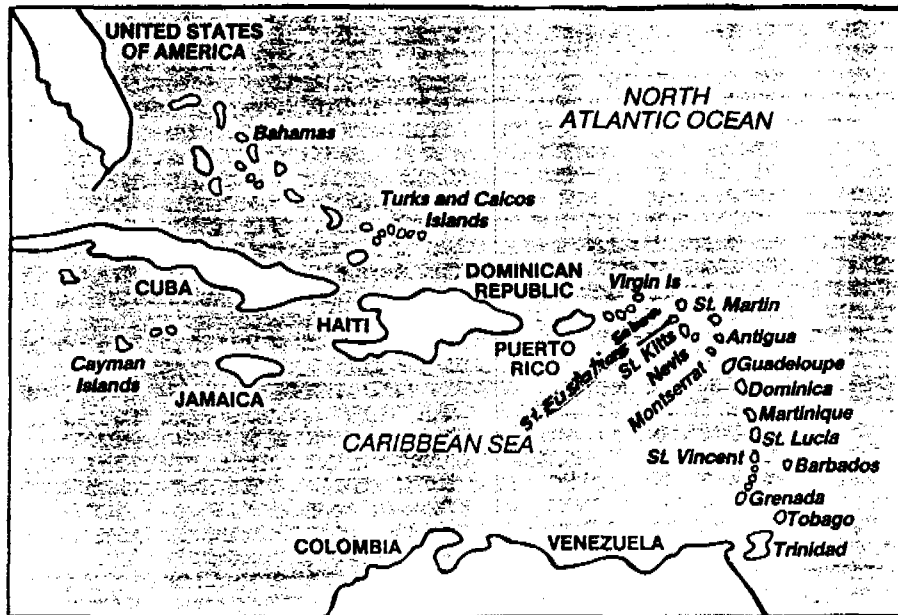 UNITED STATES
OF AMERICA
NORTH
ATLANTIC OCEAN
Bahamas
Turks and Caicos
Islands
CUBA
DOMINICAN
REPUBLIC
Virgin Is
HAITI
St. Martin
Saba
St. Eustatius
St. Kitts
Nevis
Montserrat
PUERTO
RICO
Antigua
Cayman
Islands
JAMAICA
Guadeloupe
Dominica
Martinique
CARIBBEAN SEA
St. Lucia
St. Vincent
Barbados
Grenada
Tobago
COLOMBIA
VENEZUELA
Trinidad